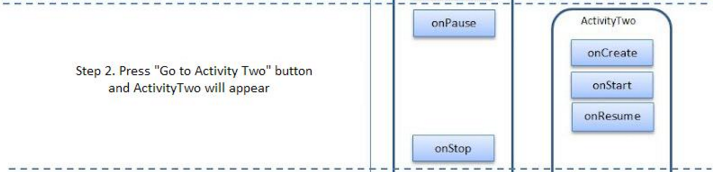 Step 2. Press "Go to Activity Two" button
and ActivityTwo will appear
onPause
onStop
ActivityTwo
onCreate
onStart
onResume